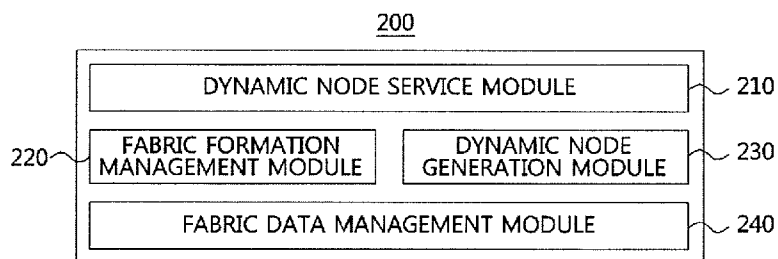 200
DYNAMIC NODE SERVICE MODULE 210
220 FABRIC FORMATION MANAGEMENT MODULE
DYNAMIC NODE GENERATION MODULE 230
FABRIC DATA MANAGEMENT MODULE 240